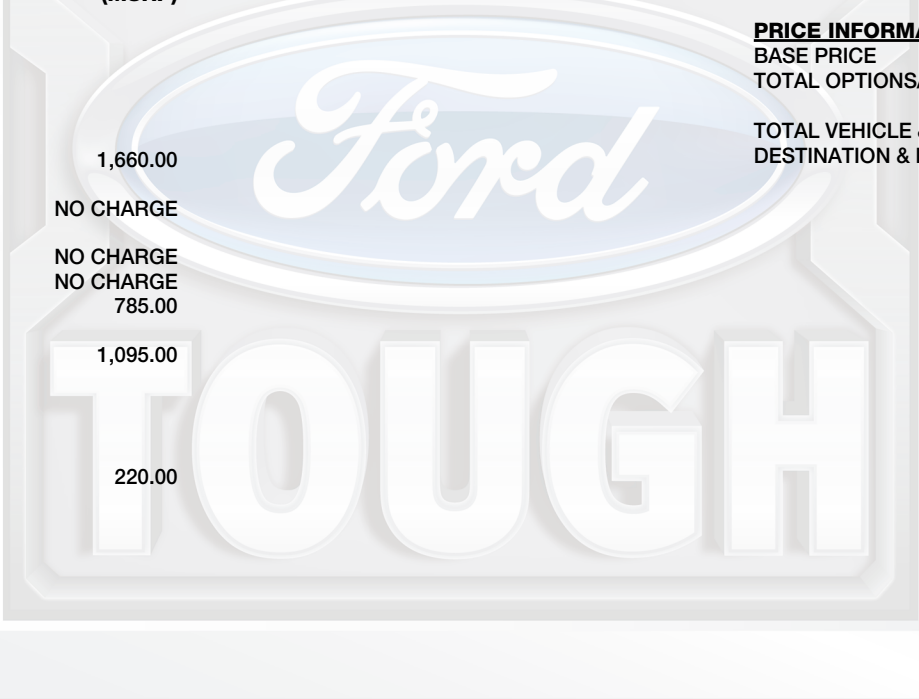 (MSRP)
1,660.00
NO CHARGE
NO CHARGE
NO CHARGE
785.00
1,095.00
220.00
PRICE INFORMA
BASE PRICE
TOTAL OPTIONS
TOTAL VEHICLE
DESTINATION &
Ford
TOUGH